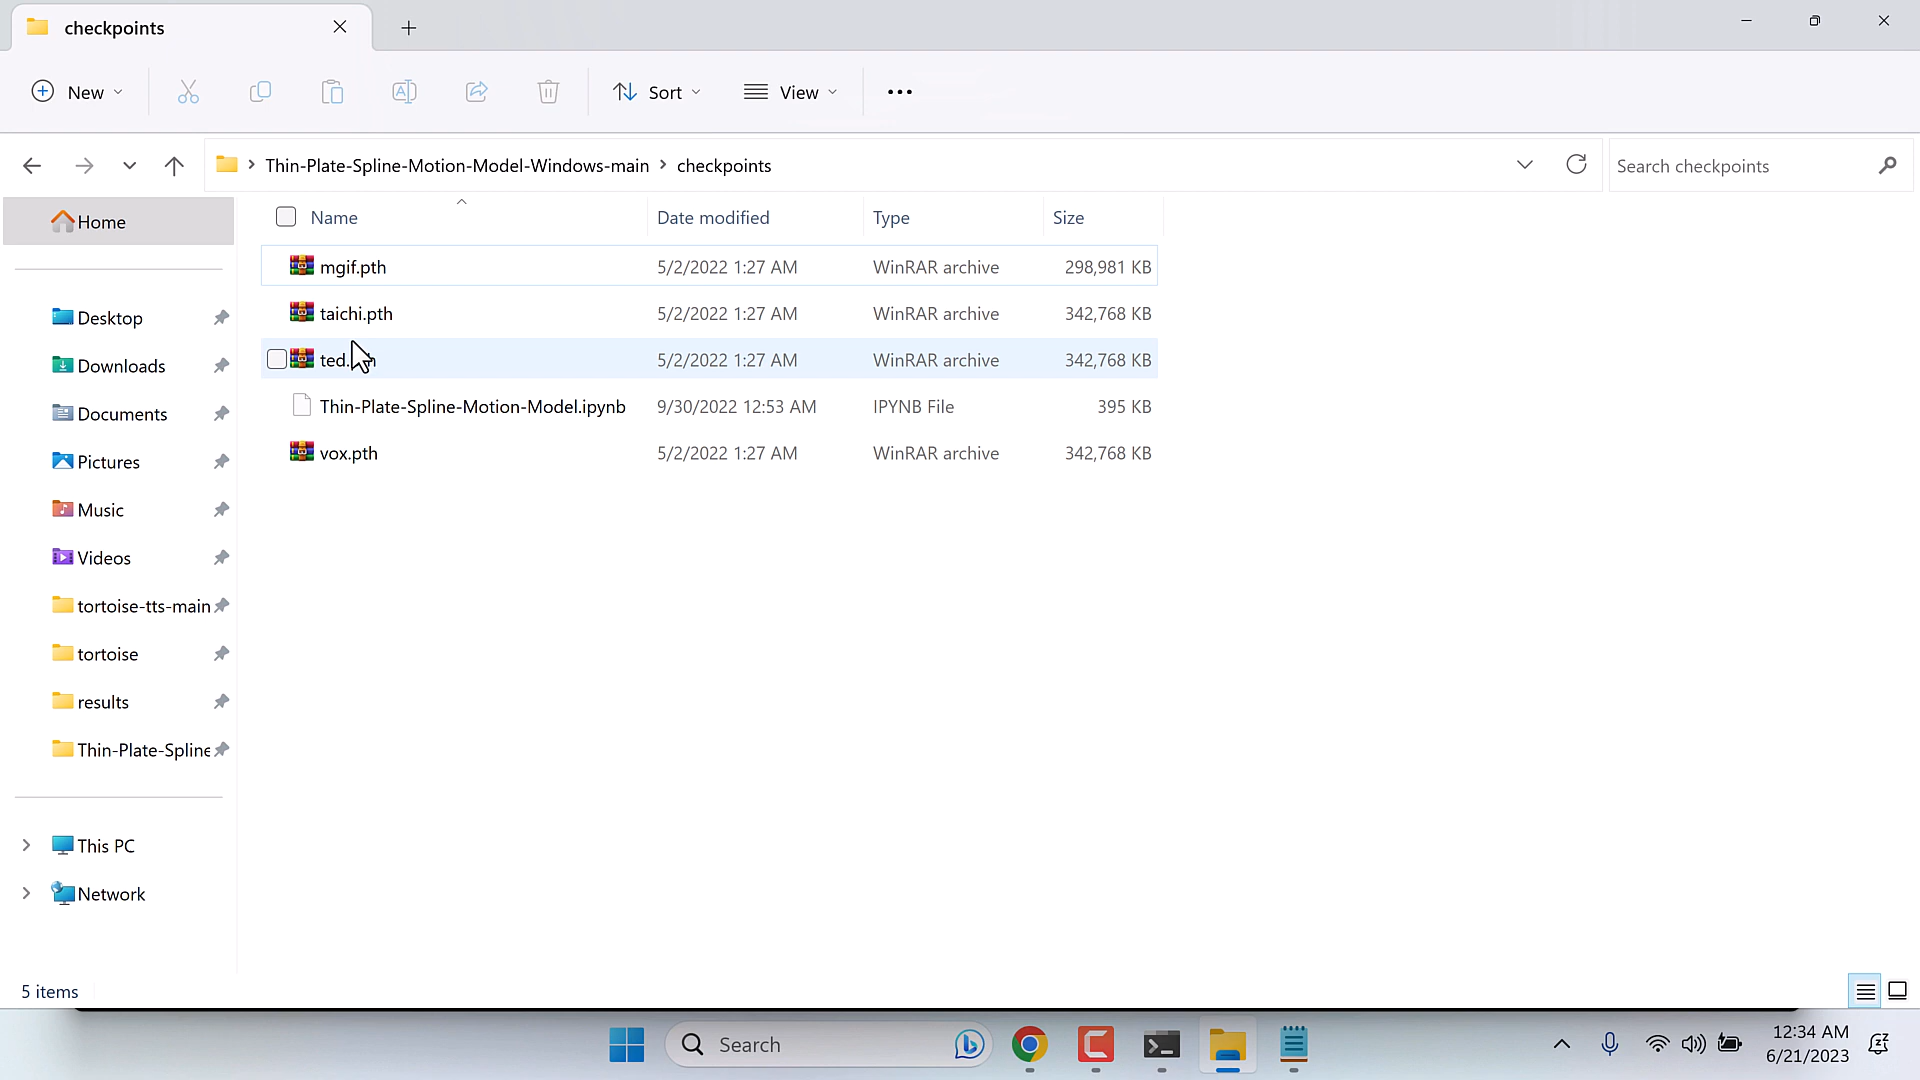 checkpoints
New
Sort
View
Thin-Plate-Spline-Motion-Model-Windows-main
checkpoints
Search checkpoints
Home
Name
Date modified
Type
Size
mgif.pth
5/2/2022 1:27 AM
WinRAR archive
298,981 KB
taichi.pth
5/2/2022 1:27 AM
WinRAR archive
342,768 KB
5/2/2022 1:27 AM
WinRAR archive
342,768 KB
Thin-Plate-Spline-Motion-Model.ipynb
9/30/2022 12:53 AM
IPYNB File
395 KB
vox.pth
5/2/2022 1:27 AM
WinRAR archive
342,768 KB
Desktop
Downloads
Documents
Pictures
Music
Videos
tortoise-tts-main
tortoise
results
Thin-Plate-Spline
This PC
Network
5 items
Search
12:34 AM
6/21/2023